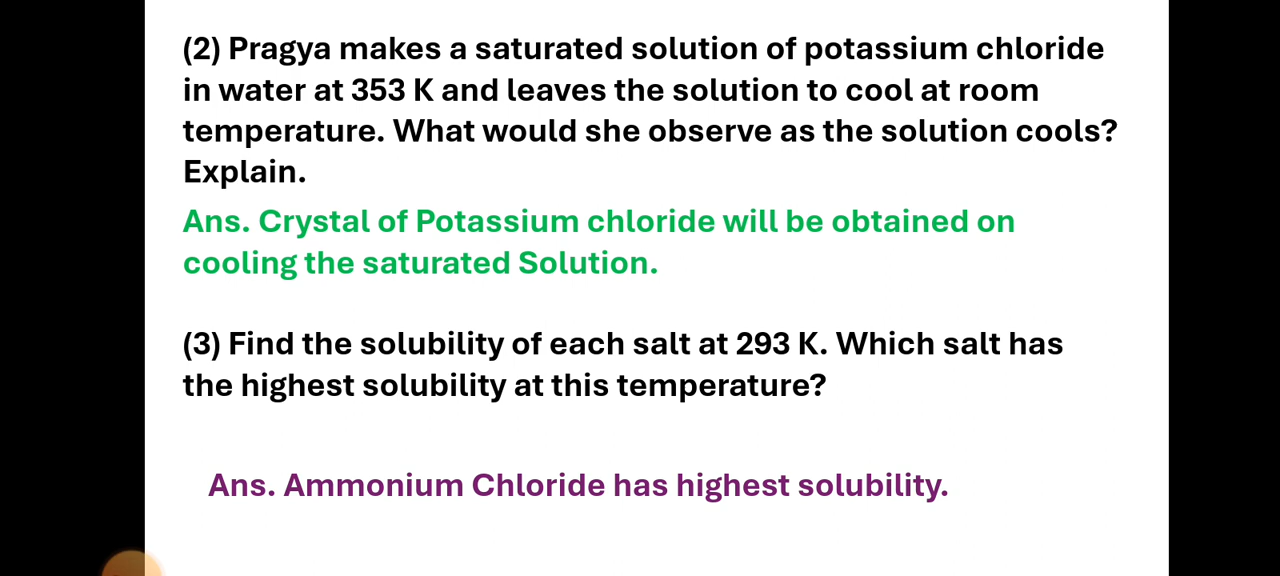 (2) Pragya makes a saturated solution of potassium chloride
in water at 353 K and leaves the solution to cool at room
temperature. What would she observe as the solution cools?
Explain.
Ans. Crystal of Potassium chloride will be obtained on
cooling the saturated Solution.
(3) Find the solubility of each salt at 293 K. Which salt has
the highest solubility at this temperature?
Ans. Ammonium Chloride has highest solubility.